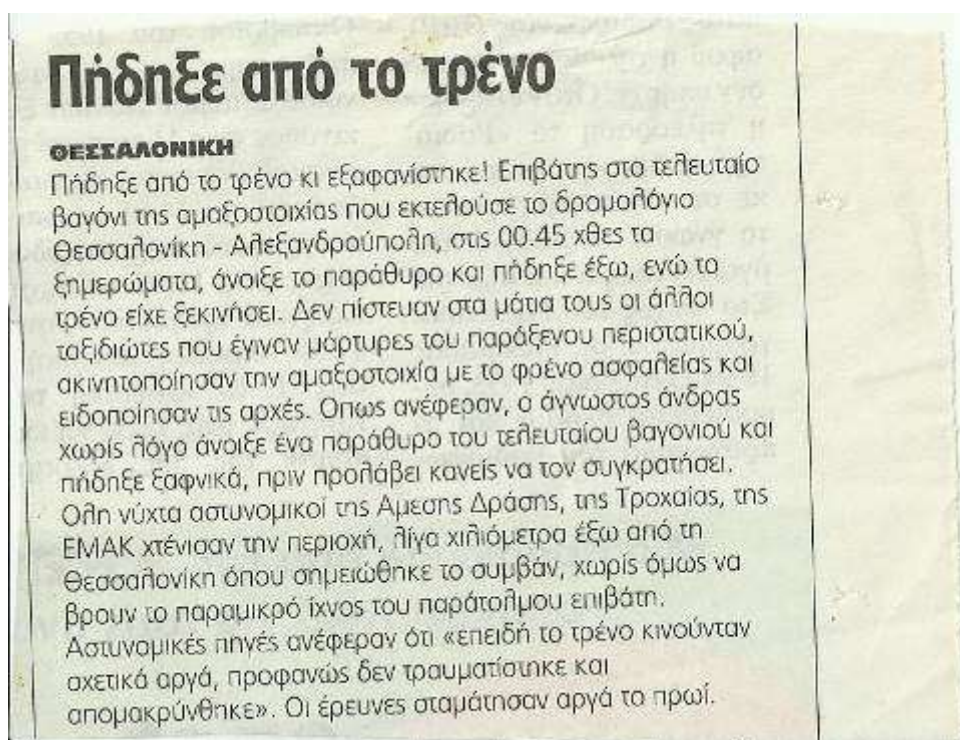 Πήδηξε από το τρένο
ΘΕΣΣΑΛΟΝΙΚΗ
Πήδηξε από το τρένο κι εξαφανίστηκε! Επιβάτης στο τελευταίο
βαγόνι της αμαξοστοιχίας που εκτελούσε το δρομολόγιο
Θεσσαλονίκη - Αλεξανδρούπολη, στις 00.45 χθες τα
ξημερώματα, άνοιξε το παράθυρο και πήδηξε έξω, ενώ το
τρένο είχε ξεκινήσει. Δεν πίστευαν στα μάτια τους οι άλλοι
ταξιδιώτες που έγιναν μάρτυρες του παράξενου περιστατικού,
ακινητοποίησαν την αμαξοστοιχία με το φρένο ασφαλείας και
ειδοποίησαν τις αρχές. Οπως ανέφεραν, ο άγνωστος άνδρας
χωρίς λόγο άνοιξε ένα παράθυρο του τελευταίου βαγονιού και
πήδηξε ξαφνικά, πριν προλάβει κανείς να τον συγκρατήσει.
Ολη νύχτα αστυνομικοί της Αμεσης Δράσης, της Τροχαίας, της
ΕΜΑΚ χτένισαν την περιοχή, λίγα χιλιόμετρα έξω από τη
Θεσσαλονίκη όπου σημειώθηκε το συμβάν, χωρίς όμως να
βρουν το παραμικρό ίχνος του παράτολμου επιβάτη.
Αστυνομικές πηγές ανέφεραν ότι «επειδή το τρένο κινούνταν
σχετικά αργά, προφανώς δεν τραυματίστηκε και
απομακρύνθηκε». Οι έρευνες σταμάτησαν αργά το πρωί.